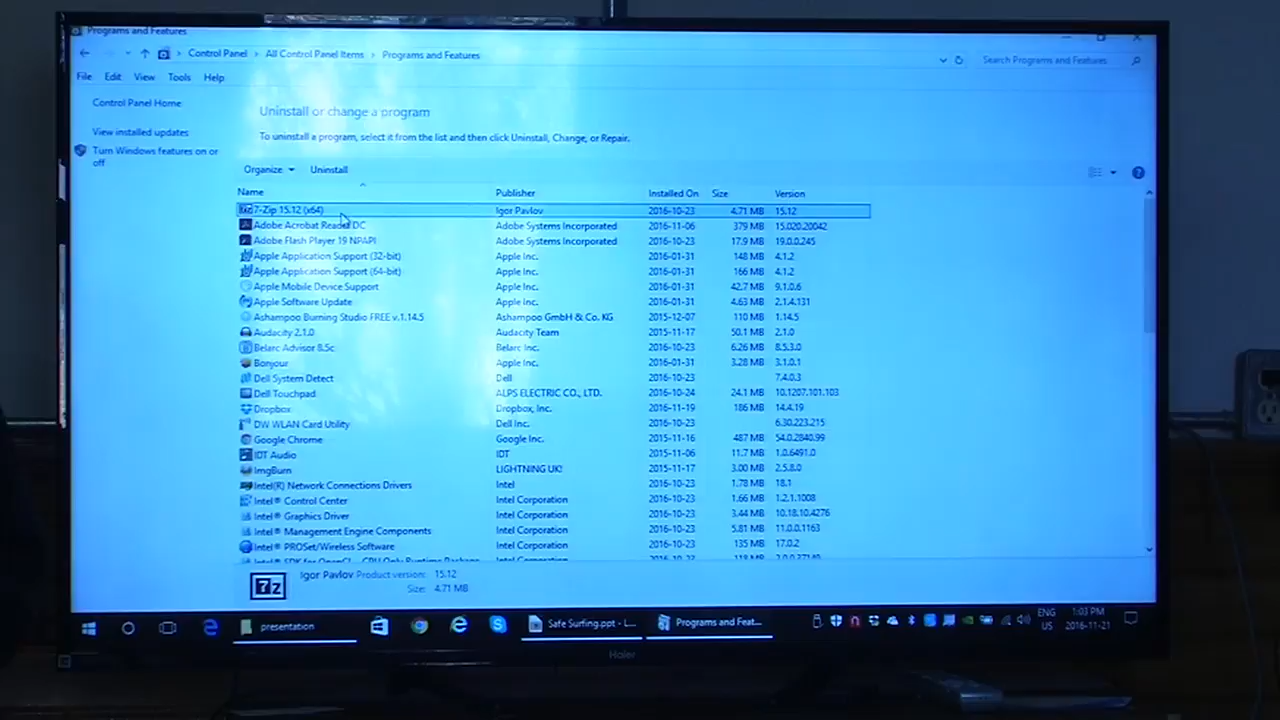 Programs and Features
Control Panel > All Control Panel Items > Programs and Features
Search Programs and Features
File Edit View Tools Help
Control Panel Home
View installed updates
Turn Windows features on or
off
Uninstall or change a program
To uninstall a program, select it from the list and then click Uninstall, Change, or Repair.
Organize Uninstall
Name Publisher Installed On Size Version
7-Zip 15.12 (x64) Igor Pavlov 2016-10-23 4.71 MB 15.12
Adobe Acrobat Reader DC Adobe Systems Incorporated 2016-11-06 379 MB 15.020.20042
Adobe Flash Player 19 NPAPI Adobe Systems Incorporated 2016-10-23 17.9 MB 19.0.0.245
Apple Application Support (32-bit) Apple Inc. 2016-01-31 148 MB 4.1.2
Apple Application Support (64-bit) Apple Inc. 2016-01-31 166 MB 4.1.2
Apple Mobile Device Support Apple Inc. 2016-01-31 42.7 MB 9.1.0.6
Apple Software Update Apple Inc. 2016-01-31 4.63 MB 2.1.4.131
Ashampoo Burning Studio FREE v.1.14.5 Ashampoo GmbH & Co. KG 2015-12-07 110 MB 1.14.5
Audacity 2.1.0 Audacity Team 2015-11-17 50.1 MB 2.1.0
Belarc Advisor 8.5c Belarc Inc. 2016-10-23 6.26 MB 8.5.3.0
Bonjour Apple Inc. 2016-01-31 3.28 MB 3.1.0.1
Dell System Detect Dell 2016-10-23 7.4.0.3
Dell Touchpad ALPS ELECTRIC CO., LTD. 2016-10-24 24.1 MB 10.1207.101.103
Dropbox Dropbox, Inc. 2016-11-19 186 MB 14.4.19
DW WLAN Card Utility Dell Inc. 2016-10-23 6.30.223.215
Google Chrome Google Inc. 2015-11-16 487 MB 54.0.2840.99
IDT Audio IDT 2015-11-06 11.7 MB 1.0.6491.0
ImgBurn LIGHTNING UK! 2015-11-17 3.00 MB 2.5.8.0
Intel(R) Network Connections Drivers Intel 2016-10-23 1.78 MB 18.1
Intel® Control Center Intel Corporation 2016-10-23 1.66 MB 1.2.1.1008
Intel® Graphics Driver Intel Corporation 2016-10-23 3.44 MB 10.18.10.4276
Intel® Management Engine Components Intel Corporation 2016-10-23 5.81 MB 11.0.0.1163
Intel® PROSet/Wireless Software Intel Corporation 2016-10-23 135 MB 17.0.2
Intel® SDK for OpenCL - CPU Only Runtime Package Intel Corporation
7z
Igor Pavlov Product version: 15.12
Size: 4.71 MB
presentation
Safe Surfing.ppt - L...
Programs and Feat...
ENG
US
1:03 PM
2016-11-21
Haier